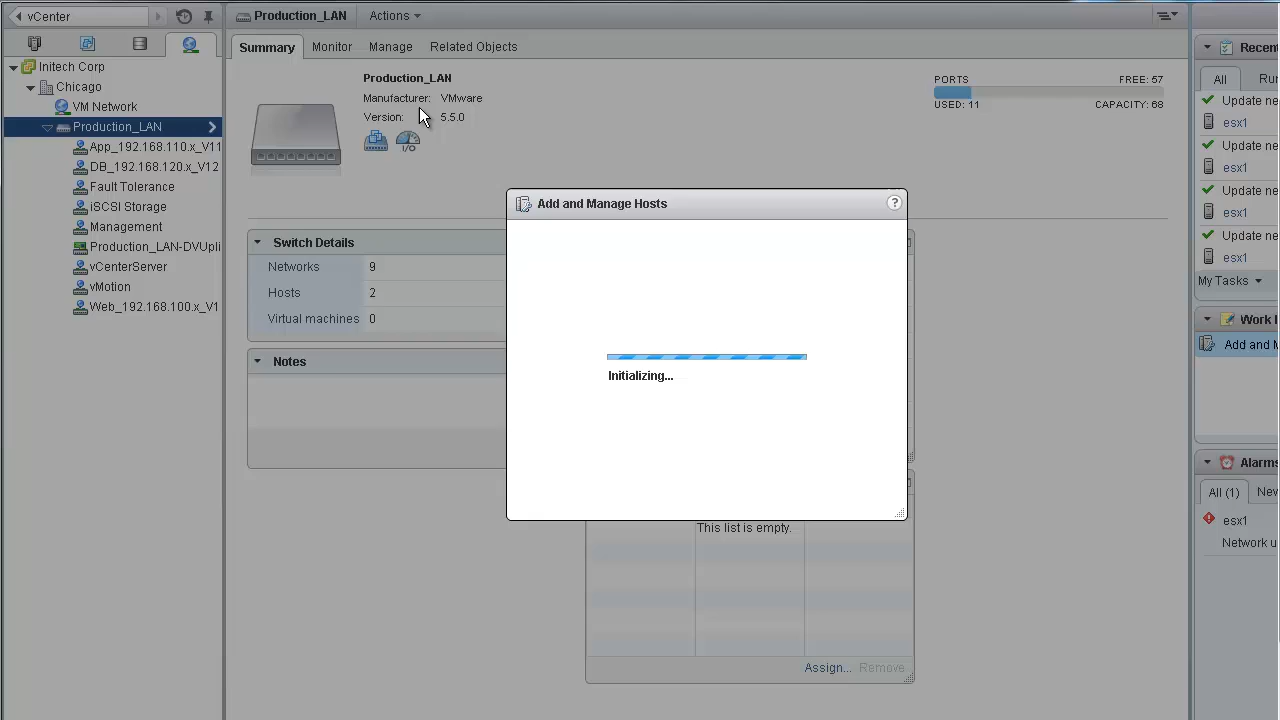 vCenter
Initech Corp
Chicago
VM Network
Production_LAN
App_192.168.110.x_V11
DB_192.168.120.x_V12
Fault Tolerance
iSCSI Storage
Management
Production_LAN-DVUpli
vCenterServer
vMotion
Web_192.168.100.x_V1
Production_LAN Actions
Summary Monitor Manage Related Objects
Production_LAN
Manufacturer: VMware
Version: 5.5.0
I/O
PORTS FREE: 57
USED: 11 CAPACITY: 68
Switch Details
Networks 9
Hosts 2
Virtual machines 0
Notes
Add and Manage Hosts ?
Initializing...
This list is empty.
Assign... Remove
Recen
All Ru
Update ne
esx1
Update ne
esx1
Update ne
esx1
Update ne
esx1
My Tasks
Work I
Add and M
Alarms
All (1) New
esx1
Network u